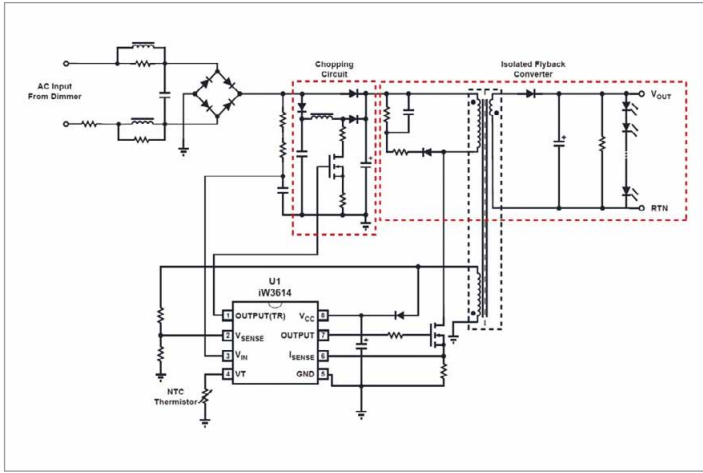 Chopping
Circuit
Isolated Flyback
Converter
AC Input
From Dimmer
+
+
+
VOUT
RTN
U1
iW3614
1 OUTPUT(TR)
2 VSENSE
3 VIN
4 VT
VCC 8
OUTPUT 7
ISENSE 6
GND 5
+
NTC
Thermistor